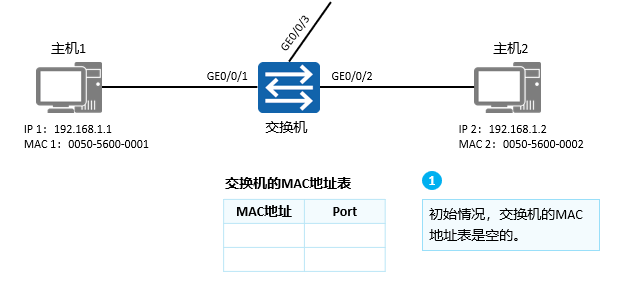 GE0/0/3
主机1
主机2
GE0/0/1
GE0/0/2
交换机
IP 1：192.168.1.1
MAC 1：0050-5600-0001
IP 2：192.168.1.2
MAC 2：0050-5600-0002
交换机的MAC地址表
MAC地址 Port
1
初始情况，交换机的MAC
地址表是空的。